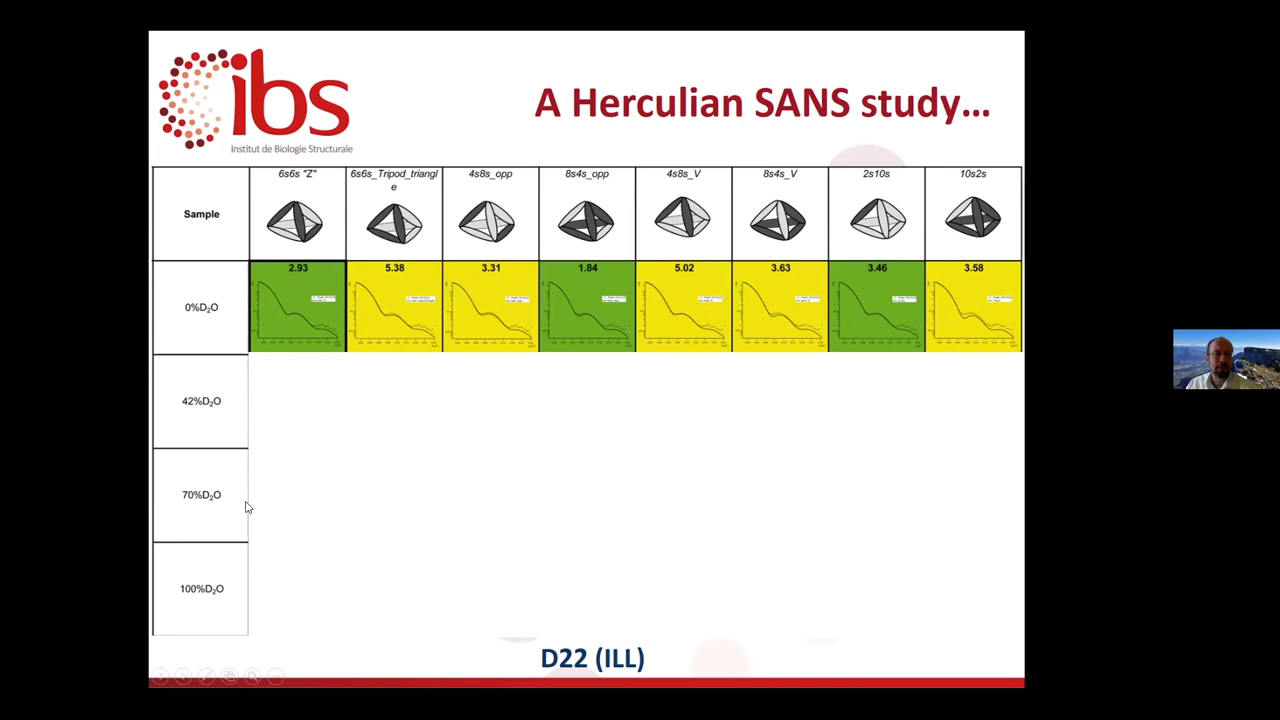 ibs
Institut de Biologie Structurale
A Herculian SANS study...
Sample
6s6s "Z"
6s6s_Tripod_triangl
e
4s8s_opp
8s4s_opp
4s8s_V
8s4s_V
2s10s
10s2s
0%D₂O
2.93
5.38
3.31
1.84
5.02
3.63
3.46
3.58
42%D₂O
70%D₂O
100%D₂O
D22 (ILL)